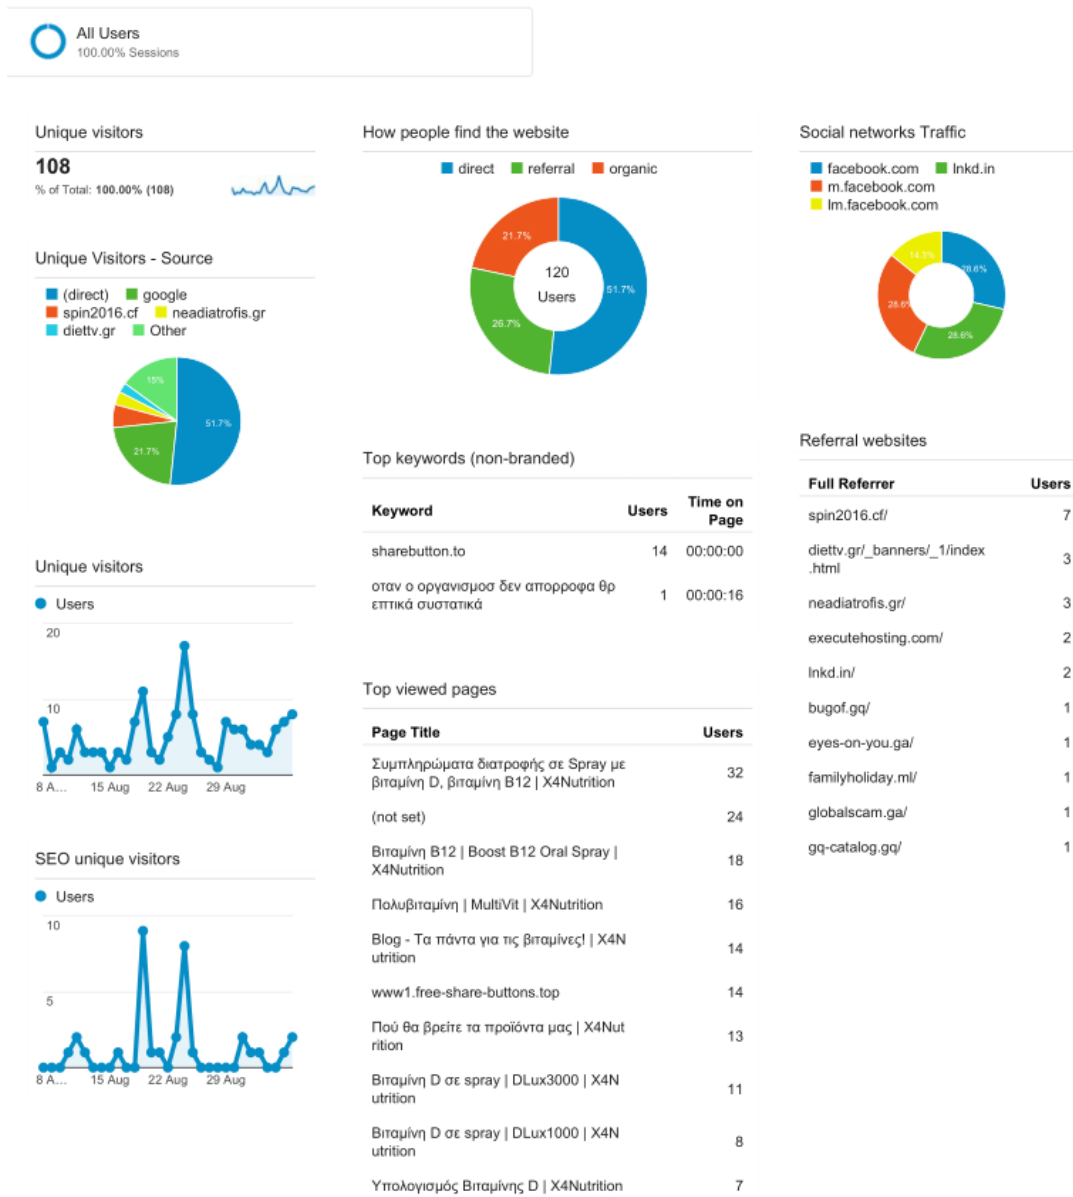 All Users
100.00% Sessions
Unique visitors
108
% of Total: 100.00% (108)
Unique Visitors - Source
(direct) google
spin2016.cf neadiatrofis.gr
diettv.gr Other
15%
51.7%
21.7%
Unique visitors
Users
20
10
8 A... 15 Aug 22 Aug 29 Aug
SEO unique visitors
Users
10
5
8 A... 15 Aug 22 Aug 29 Aug
How people find the website
direct referral organic
21.7%
120
Users
51.7%
26.7%
Top keywords (non-branded)
Keyword Users Time on
Page
sharebutton.to 14 00:00:00
οταν ο οργανισμοσ δεν απορροφα θρ
επτικά συστατικά 1 00:00:16
Top viewed pages
Page Title Users
Συμπληρώματα διατροφής σε Spray με
βιταμίνη D, βιταμίνη B12 | X4Nutrition 32
(not set) 24
Βιταμίνη B12 | Boost B12 Oral Spray |
X4Nutrition 18
Πολυβιταμίνη | MultiVit | X4Nutrition 16
Blog - Τα πάντα για τις βιταμίνες! | X4N
utrition 14
www1.free-share-buttons.top 14
Πού θα βρείτε τα προϊόντα μας | X4Nut
rition 13
Βιταμίνη D σε spray | DLux3000 | X4N
utrition 11
Βιταμίνη D σε spray | DLux1000 | X4N
utrition 8
Υπολογισμός Βιταμίνης D | X4Nutrition 7
Social networks Traffic
facebook.com lnkd.in
m.facebook.com
lm.facebook.com
14.3%
28.6%
28.6%
28.6%
Referral websites
Full Referrer Users
spin2016.cf/ 7
diettv.gr/_banners/_1/index
.html 3
neadiatrofis.gr/ 3
executehosting.com/ 2
lnkd.in/ 2
bugof.gq/ 1
eyes-on-you.ga/ 1
familyholiday.ml/ 1
globalscam.ga/ 1
gq-catalog.gq/ 1